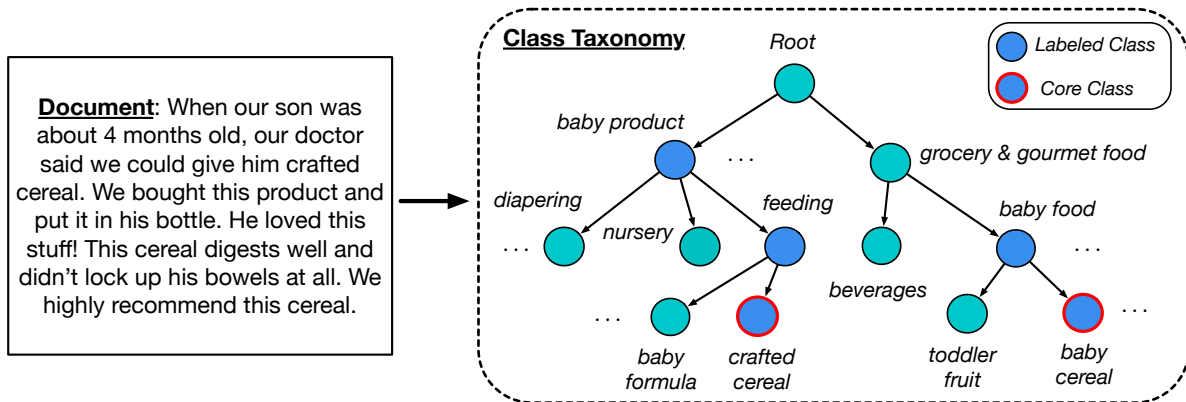 Document: When our son was
about 4 months old, our doctor
said we could give him crafted
cereal. We bought this product and
put it in his bottle. He loved this
stuff! This cereal digests well and
didn't lock up his bowels at all. We
highly recommend this cereal.
Class Taxonomy
Root
Labeled Class
Core Class
baby product
...
grocery & gourmet food
diapering
feeding
baby food
...
nursery
...
beverages
...
...
baby
formula
crafted
cereal
toddler
fruit
baby
cereal